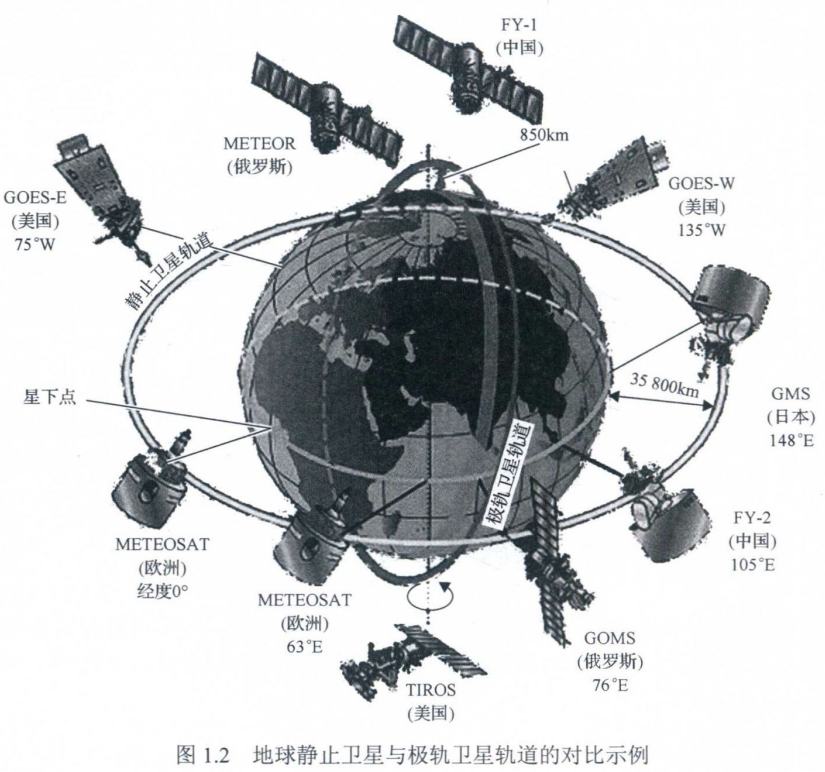 FY-1
(中国)
METEOR
(俄罗斯)
850km
GOES-E
(美国)
75°W
GOES-W
(美国)
135°W
静止卫星轨道
35 800km
星下点
GMS
(日本)
148°E
极轨卫星轨道
METEOSAT
(欧洲)
经度0°
METEOSAT
(欧洲)
63°E
FY-2
(中国)
105°E
GOMS
(俄罗斯)
76°E
TIROS
(美国)
图 1.2 地球静止卫星与极轨卫星轨道的对比示例